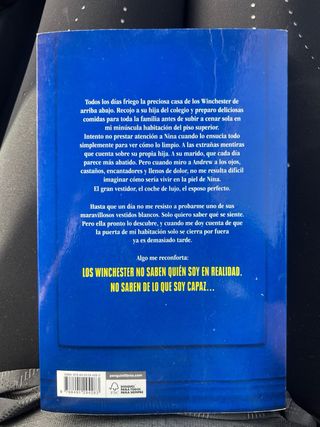 Todos los días friego la preciosa casa de los Winchester de
arriba abajo. Recojo a su hija del colegio y preparo deliciosas
comidas para toda la familia antes de subir a cenar sola en
mi minúscula habitación del piso superior.
Intento no prestar atención a Nina cuando lo ensucia todo
simplemente para ver cómo lo limpio. A las extrañas mentiras
que cuenta sobre su propia hija. A su marido, que cada vez
parece más abatido. Pero cuando miro a Andrew a los ojos,
castaños, encantadores y llenos de dolor, no me resulta difícil
imaginar cómo sería vivir en la piel de Nina.
El gran vestidor, el coche de lujo, el esposo perfecto.
Hasta que un día no me resisto a probarme uno de sus
maravillosos vestidos blancos. Solo quiero saber qué se siente.
Pero ella pronto lo descubre, y cuando me doy cuenta de que
la puerta de mi habitación solo se cierra por fuera
ya es demasiado tarde.
Algo me reconforta:
LOS WINCHESTER NO SABEN QUIÉN SOY EN REALIDAD.
NO SABEN DE LO QUE SOY CAPAZ...
penguinlibros.com
FSC